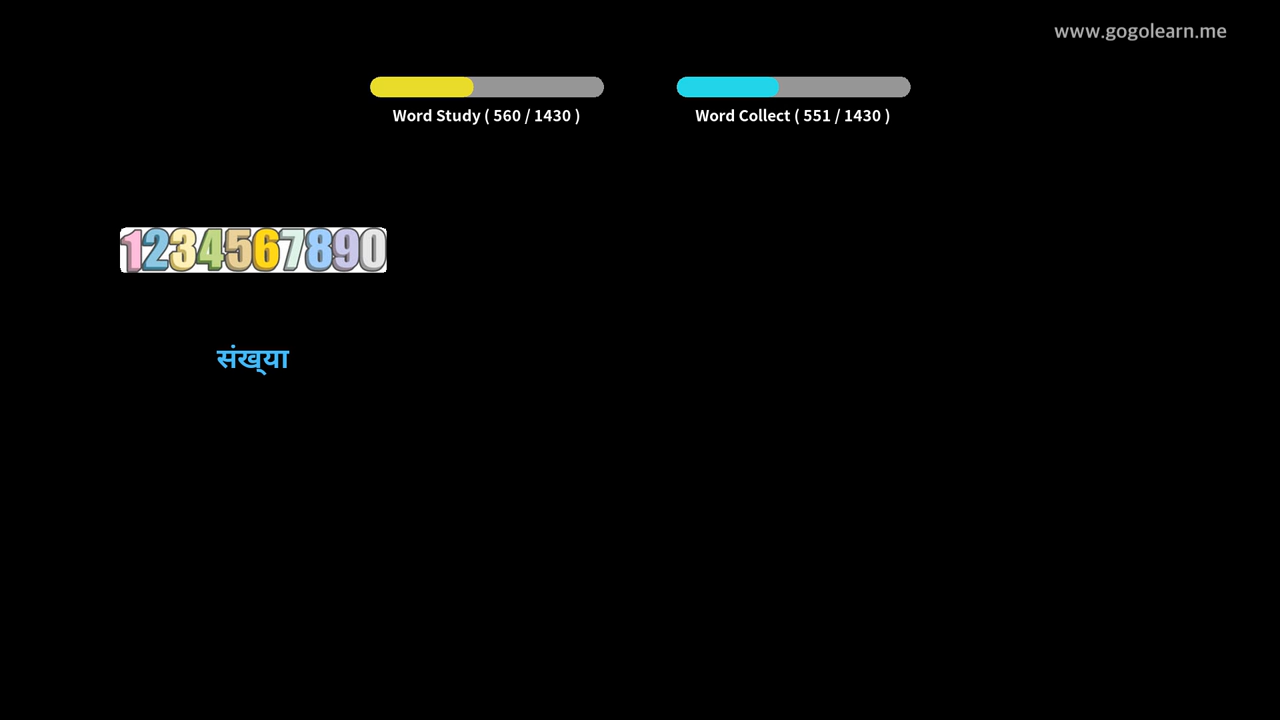 www.gogolearn.me
Word Study ( 560 / 1430 )
Word Collect ( 551 / 1430 )
1234567890
संख्या